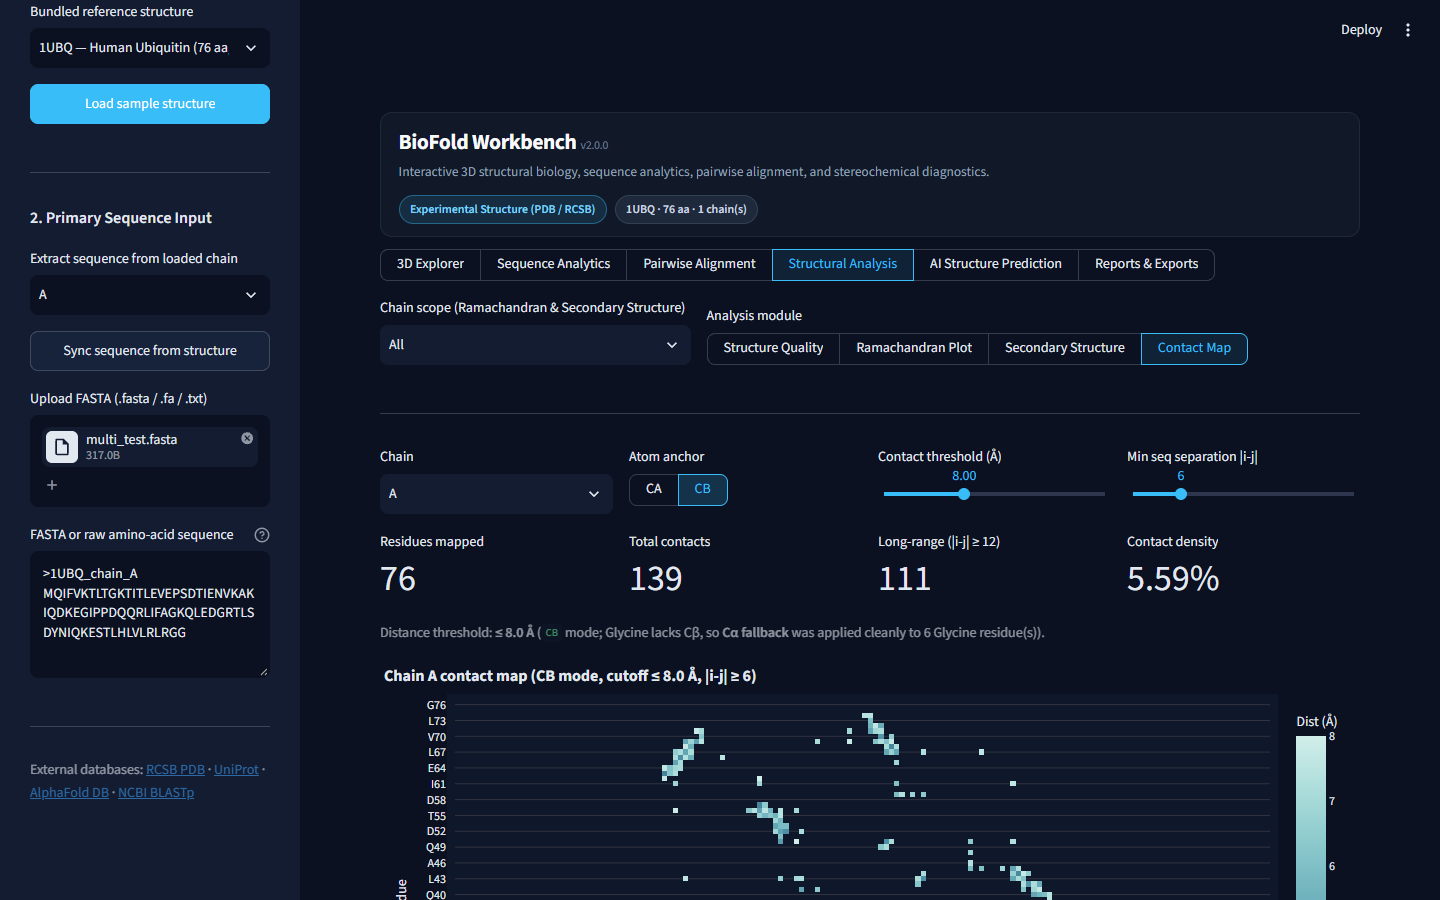 Bundled reference structure
1UBQ — Human Ubiquitin (76 aa
Load sample structure
2. Primary Sequence Input
Extract sequence from loaded chain
A
Sync sequence from structure
Upload FASTA (.fasta / .fa / .txt)
multi_test.fasta
317.0B
FASTA or raw amino-acid sequence
>1UBQ_chain_A
MQIFVKTLTGKTITLEVEPSDTIENVKAK
IQDKEGIPPDQQRLIFAGKQLEDGRTLS
DYNIQKESTLHLVLRLRGG
External databases: RCSB PDB · UniProt ·
AlphaFold DB · NCBI BLASTp
Deploy
BioFold Workbench v2.0.0
Interactive 3D structural biology, sequence analytics, pairwise alignment, and stereochemical diagnostics.
Experimental Structure (PDB / RCSB)
1UBQ · 76 aa · 1 chain(s)
3D Explorer
Sequence Analytics
Pairwise Alignment
Structural Analysis
AI Structure Prediction
Reports & Exports
Chain scope (Ramachandran & Secondary Structure)
All
Analysis module
Structure Quality
Ramachandran Plot
Secondary Structure
Contact Map
Chain
A
Atom anchor
CA
CB
Contact threshold (Å)
8.00
Min seq separation |i-j|
6
Residues mapped
76
Total contacts
139
Long-range (|i-j| ≥ 12)
111
Contact density
5.59%
Distance threshold: ≤ 8.0 Å ( CB mode; Glycine lacks Cβ, so Cα fallback was applied cleanly to 6 Glycine residue(s)).
Chain A contact map (CB mode, cutoff ≤ 8.0 Å, |i-j| ≥ 6)
G76
L73
V70
L67
E64
I61
D58
T55
D52
Q49
A46
L43
Q40
due
Dist (Å)
8
7
6